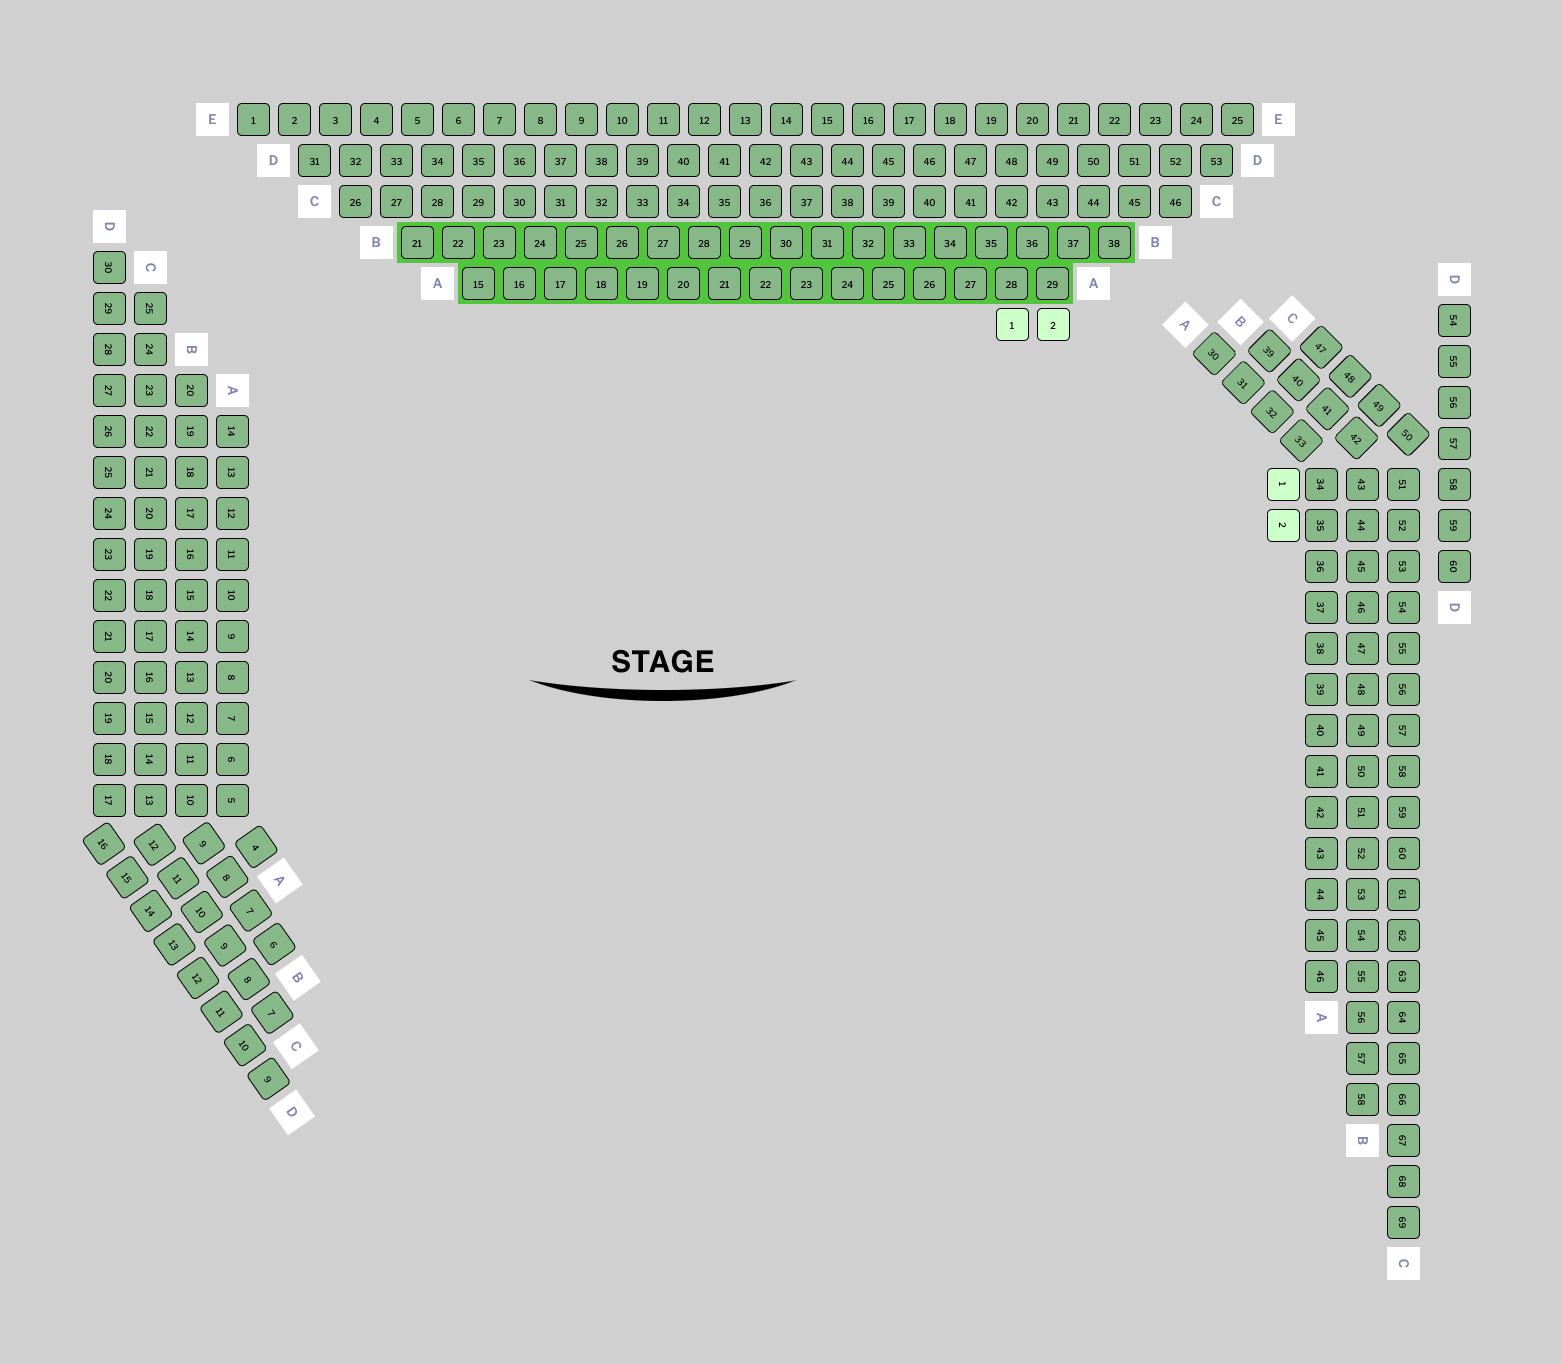 E 1 2 3 4 5 6 7 8 9 10 11 12 13 14 15 16 17 18 19 20 21 22 23 24 25 E
D 31 32 33 34 35 36 37 38 39 40 41 42 43 44 45 46 47 48 49 50 51 52 53 D
C 26 27 28 29 30 31 32 33 34 35 36 37 38 39 40 41 42 43 44 45 46 C
B 21 22 23 24 25 26 27 28 29 30 31 32 33 34 35 36 37 38 B
A 15 16 17 18 19 20 21 22 23 24 25 26 27 28 29 A
1 2
D 30 29 28 27 26 25 24 23 22 21 20 19 18 17 16 15 14 13 12 11 10 9 D
C 25 24 23 22 21 20 19 18 17 16 15 14 13 12 11 10 9 8 7 C
B 20 19 18 17 16 15 14 13 12 11 10 9 8 7 6 B
A 14 13 12 11 10 9 8 7 6 5 4 A
STAGE
1 2
A 30 31 32 33 34 35 36 37 38 39 40 41 42 43 44 45 46 A
B 39 40 41 42 43 44 45 46 47 48 49 50 51 52 53 54 55 56 57 58 B
C 47 48 49 50 51 52 53 54 55 56 57 58 59 60 61 62 63 64 65 66 67 68 69 C
D 54 55 56 57 58 59 60 D